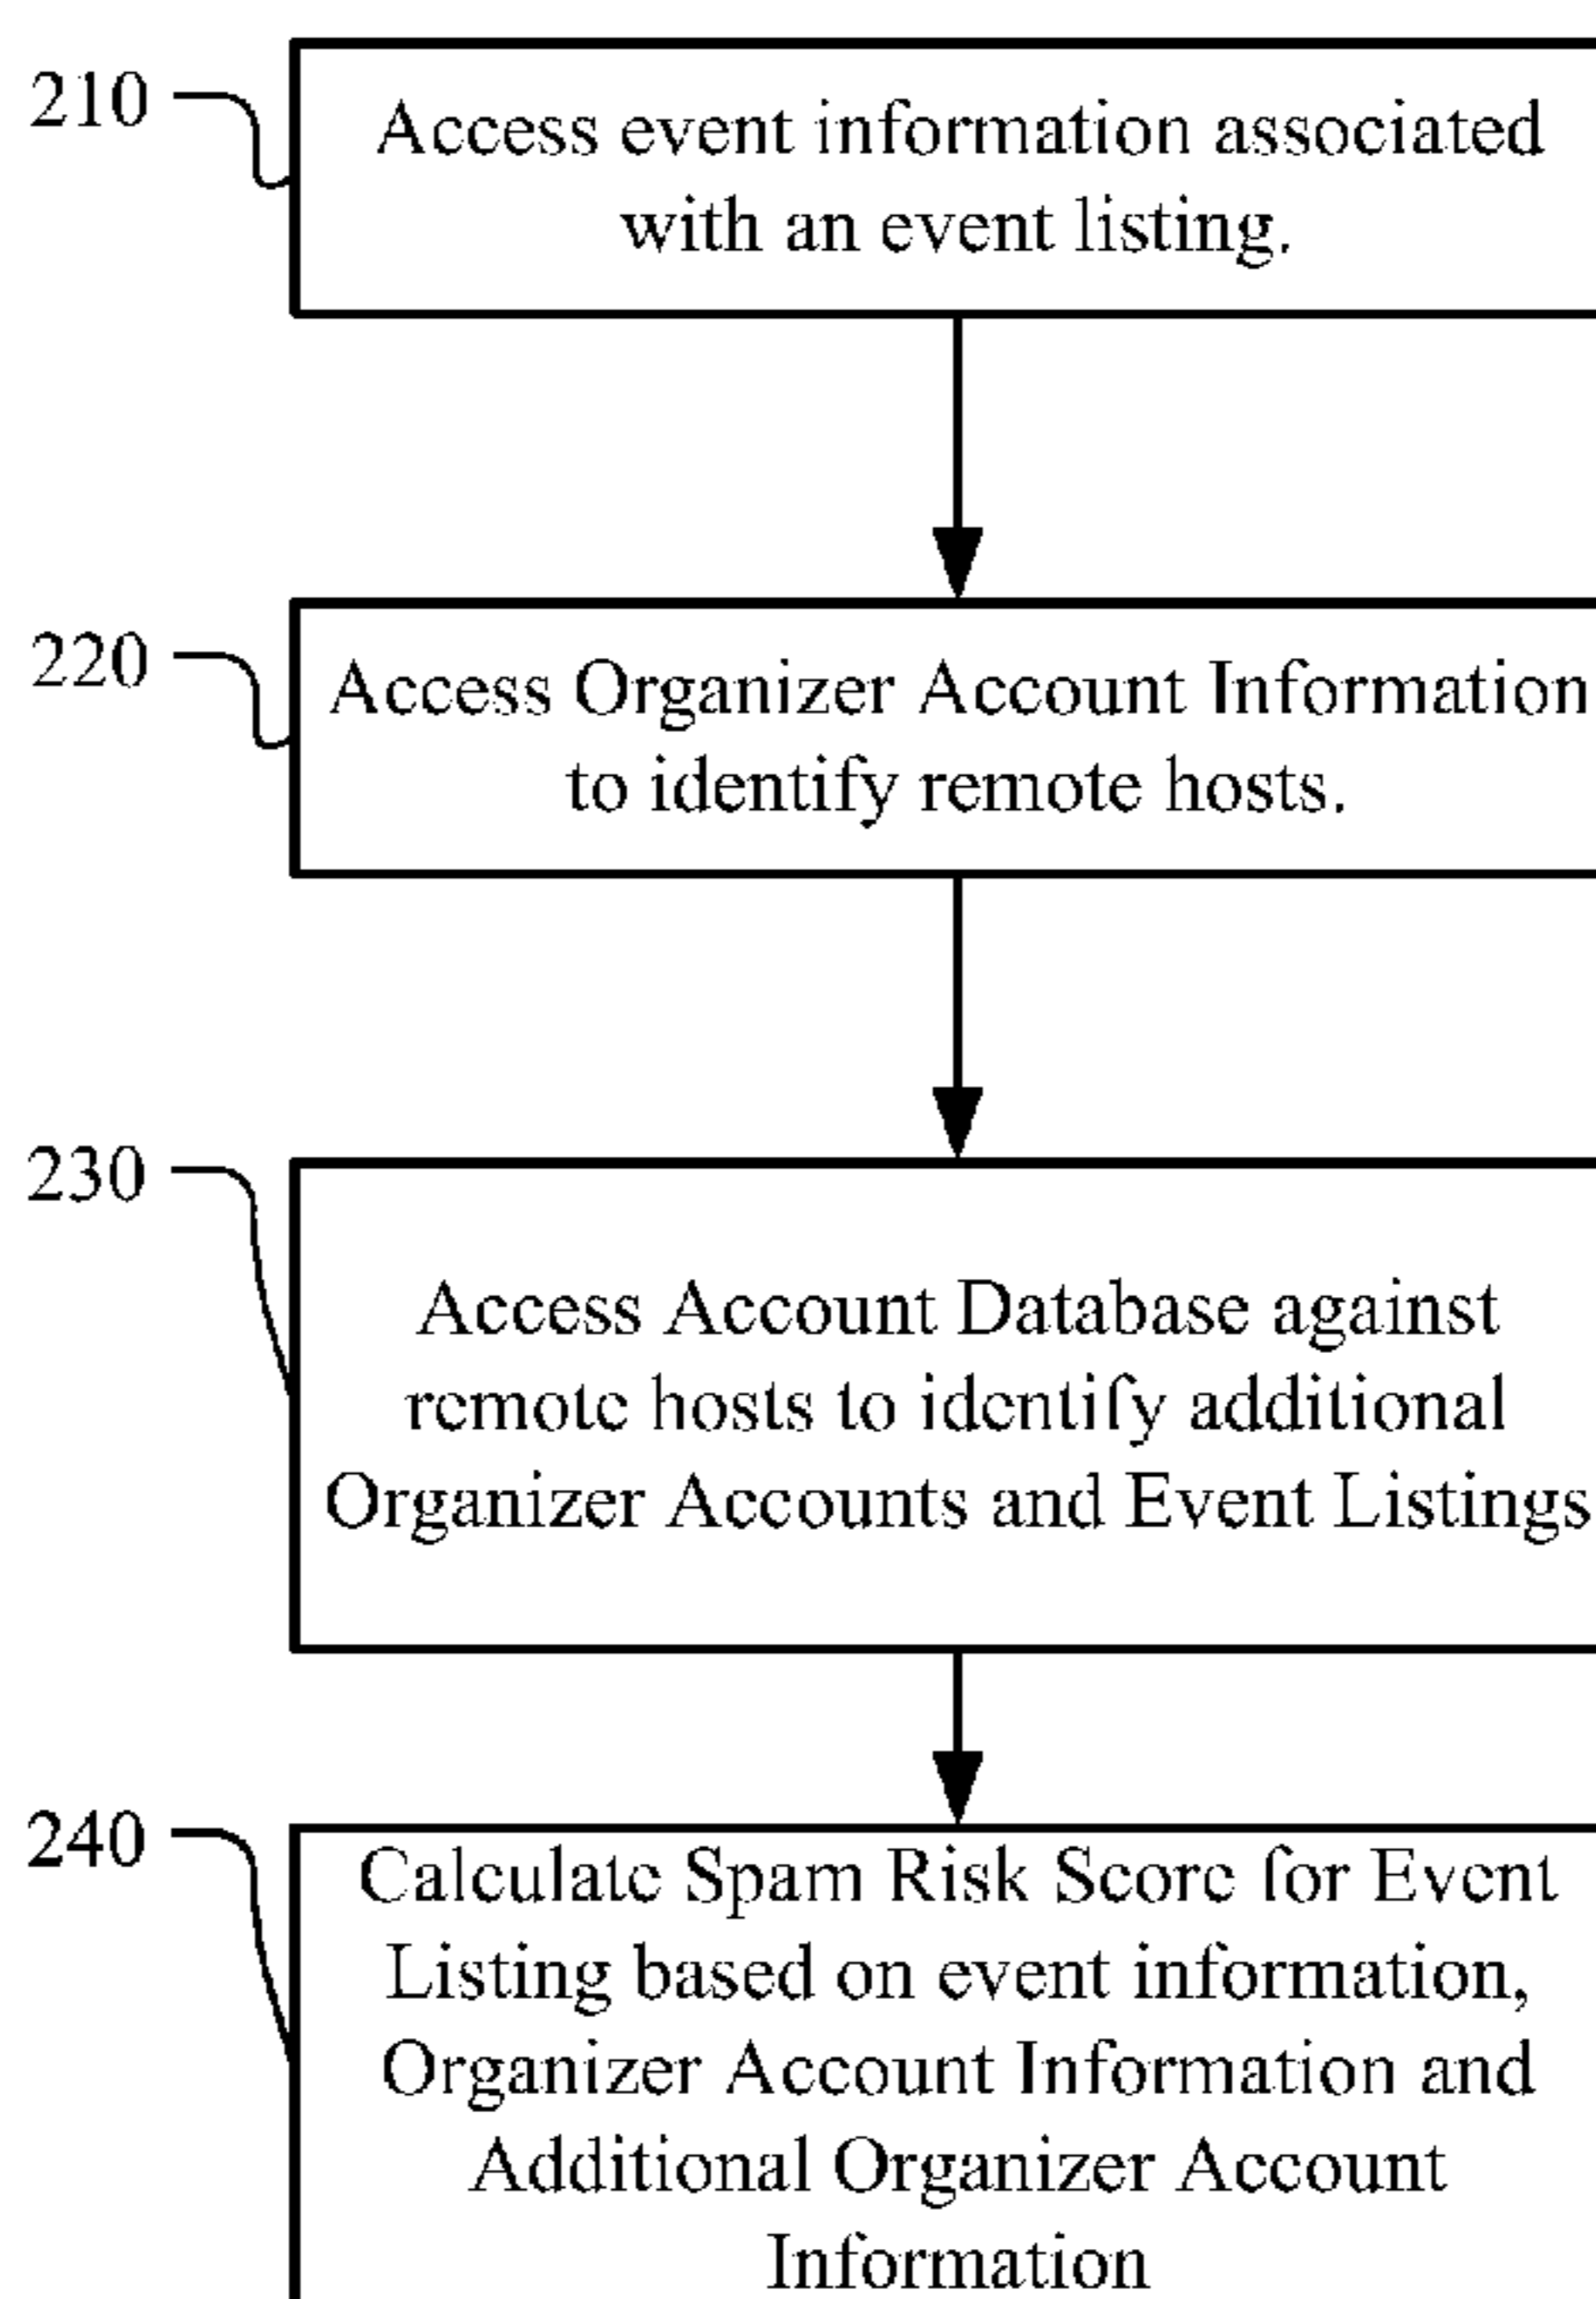 210
Access event information associated
with an event listing.
220
Access Organizer Account Information
to identify remote hosts.
230
Access Account Database against
remote hosts to identify additional
Organizer Accounts and Event Listings
240
Calculate Spam Risk Score for Event
Listing based on event information,
Organizer Account Information and
Additional Organizer Account
Information